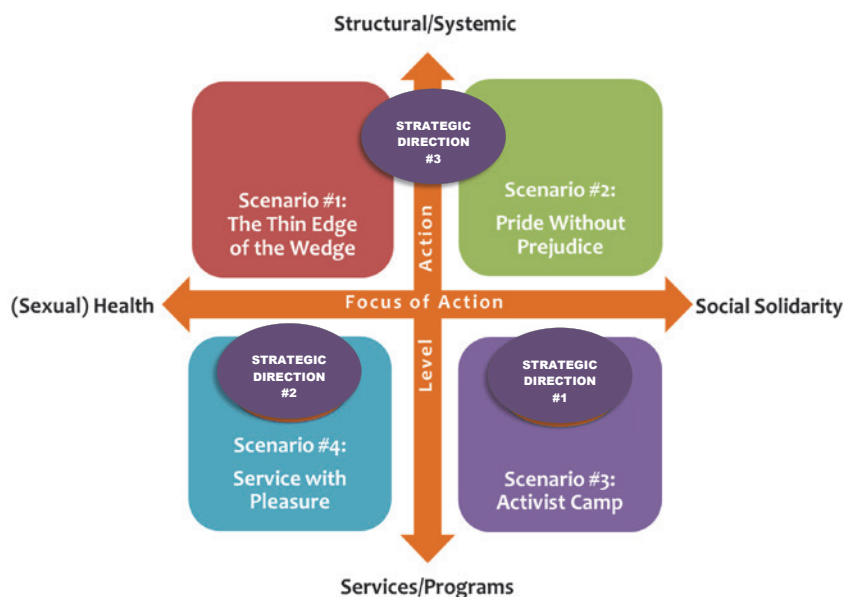 Structural/Systemic
STRATEGIC
DIRECTION
#3
Scenario #1:
The Thin Edge
of the Wedge
Scenario #2:
Pride Without
Prejudice
Action
(Sexual) Health
Focus of Action
Social Solidarity
Level
STRATEGIC
DIRECTION
#2
STRATEGIC
DIRECTION
#1
Scenario #4:
Service with
Pleasure
Scenario #3:
Activist Camp
Services/Programs